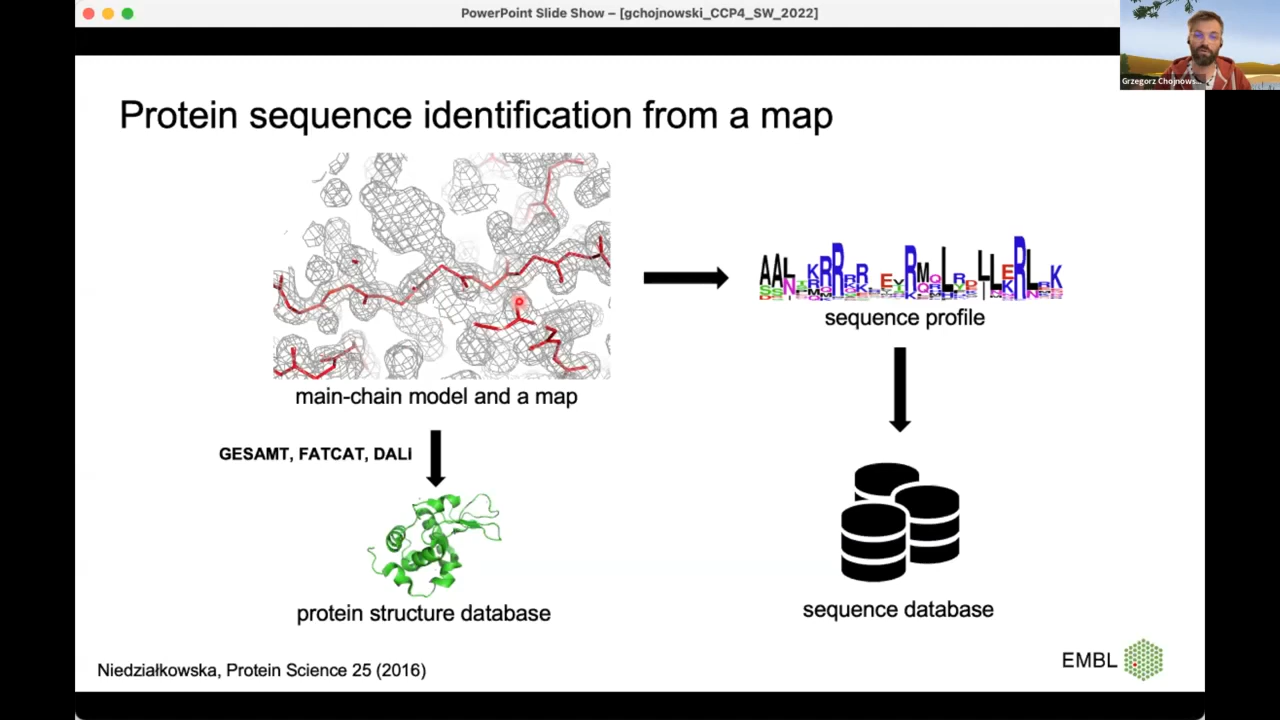 PowerPoint Slide Show – [gchojnowski_CCP4_SW_2022]
Grzegorz Chojnows...
Protein sequence identification from a map
sequence profile
main-chain model and a map
GESAMT, FATCAT, DALI
protein structure database
sequence database
Niedziałkowska, Protein Science 25 (2016)
EMBL